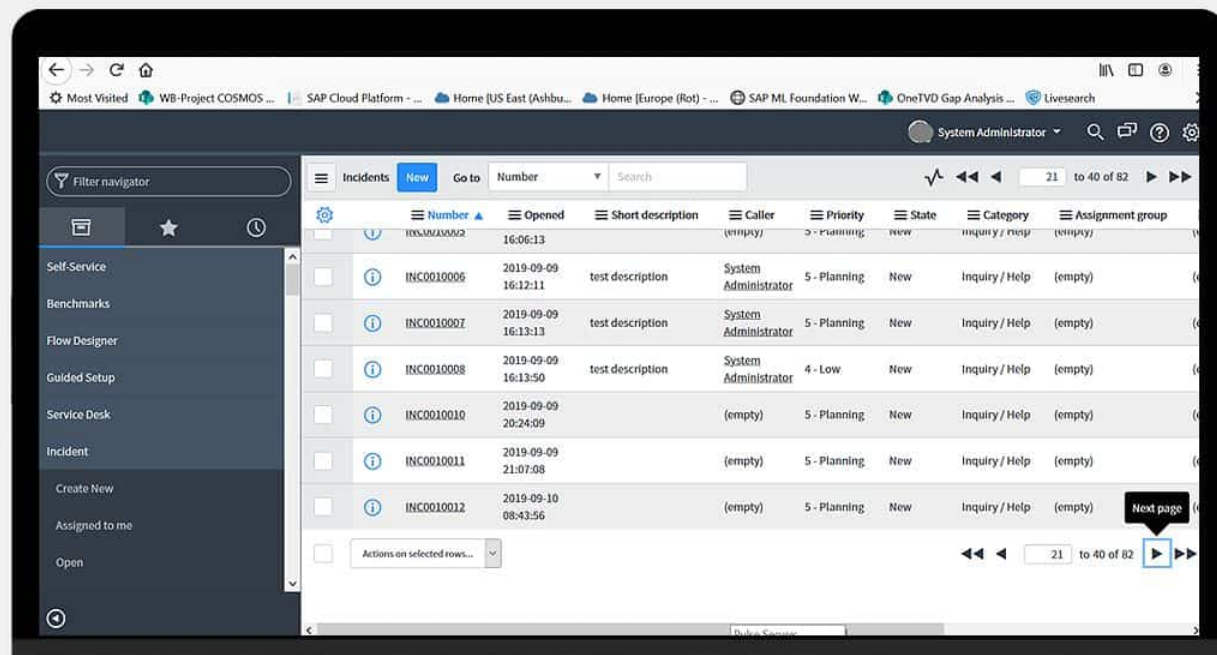 Most Visited WB-Project COSMOS ... SAP Cloud Platform - ... Home [US East (Ashbu... Home [Europe (Rot) - ... SAP ML Foundation W... OneTVD Gap Analysis ... Livesearch
System Administrator
Filter navigator
Incidents New Go to Number Search 21 to 40 of 82
Number Opened Short description Caller Priority State Category Assignment group
INC0010005 16:06:13 (empty) 5 - Planning New Inquiry / Help (empty)
Self-Service
Benchmarks
Flow Designer
Guided Setup
Service Desk
Incident
Create New
Assigned to me
Open
2019-09-09 System
INC0010006 test description 5 - Planning New Inquiry / Help (empty)
16:12:11 Administrator
2019-09-09 System
INC0010007 test description 5 - Planning New Inquiry / Help (empty)
16:13:13 Administrator
2019-09-09 System
INC0010008 test description 4 - Low New Inquiry / Help (empty)
16:13:50 Administrator
2019-09-09
INC0010010 (empty) 5 - Planning New Inquiry / Help (empty)
20:24:09
2019-09-09
INC0010011 (empty) 5 - Planning New Inquiry / Help (empty)
21:07:08
2019-09-10
INC0010012 (empty) 5 - Planning New Inquiry / Help (empty)
08:43:56
Next page
Actions on selected rows... 21 to 40 of 82